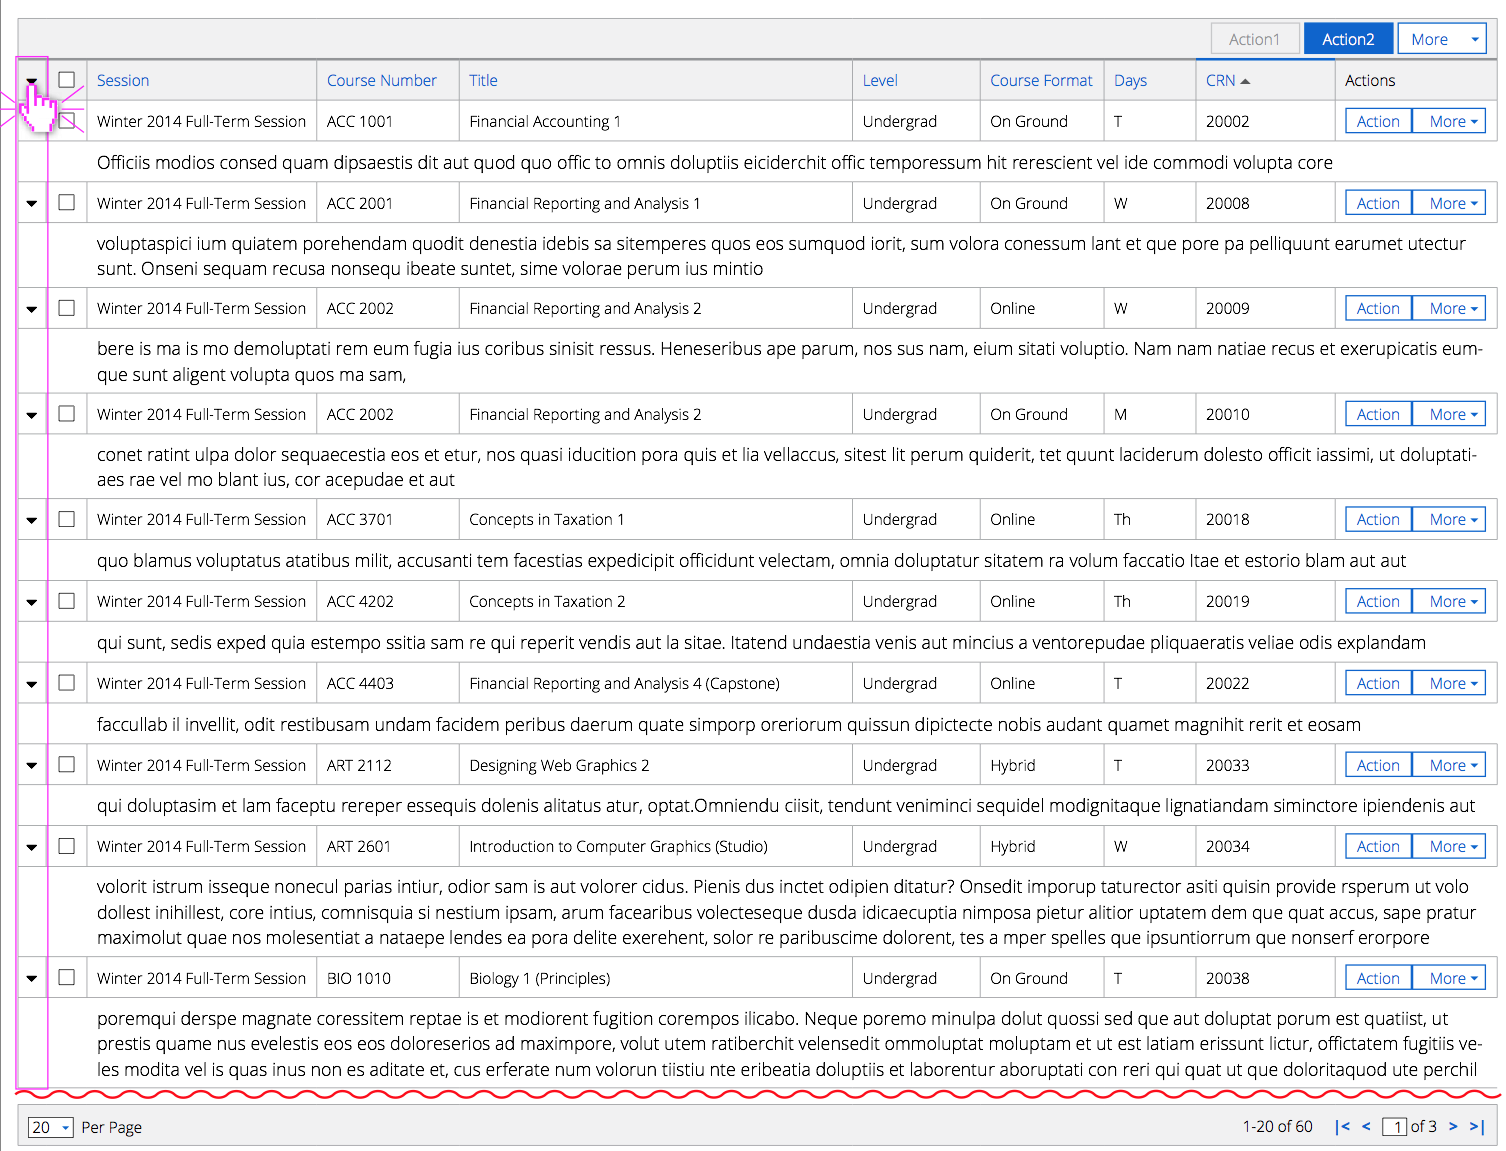 Action1 Action2 More
Session Course Number Title Level Course Format Days CRN Actions
Winter 2014 Full-Term Session ACC 1001 Financial Accounting 1 Undergrad On Ground T 20002 Action More
Officiis modios consed quam dipsaestis dit aut quod quo offic to omnis doluptiis eiciderchit offic temporessum hit rerescient vel ide commodi volupta core
Winter 2014 Full-Term Session ACC 2001 Financial Reporting and Analysis 1 Undergrad On Ground W 20008 Action More
voluptaspici ium quiatem porehendam quodit denestia idebis sa sitemperes quos eos sumquod iorit, sum volora conessum lant et que pore pa pelliquunt earumet utectur
sunt. Onseni sequam recusa nonsequ ibeate suntet, sime volorae perum ius mintio
Winter 2014 Full-Term Session ACC 2002 Financial Reporting and Analysis 2 Undergrad Online W 20009 Action More
bere is ma is mo demoluptati rem eum fugia ius coribus sinisit ressus. Heneseribus ape parum, nos sus nam, eium sitati voluptio. Nam nam natiae recus et exerupicatis eum-
que sunt aligent volupta quos ma sam,
Winter 2014 Full-Term Session ACC 2002 Financial Reporting and Analysis 2 Undergrad On Ground M 20010 Action More
conet ratint ulpa dolor sequaecestia eos et etur, nos quasi iducition pora quis et lia vellaccus, sitest lit perum quiderit, tet quunt laciderum dolesto officit iassimi, ut doluptati-
aes rae vel mo blant ius, cor acepudae et aut
Winter 2014 Full-Term Session ACC 3701 Concepts in Taxation 1 Undergrad Online Th 20018 Action More
quo blamus voluptatus atatibus milit, accusanti tem facestias expedicipit officidunt velectam, omnia doluptatur sitatem ra volum faccatio Itae et estorio blam aut aut
Winter 2014 Full-Term Session ACC 4202 Concepts in Taxation 2 Undergrad Online Th 20019 Action More
qui sunt, sedis exped quia estempo ssitia sam re qui reperit vendis aut la sitae. Itatend undaestia venis aut mincius a ventorepudae pliquaeratis veliae odis explandam
Winter 2014 Full-Term Session ACC 4403 Financial Reporting and Analysis 4 (Capstone) Undergrad Online T 20022 Action More
faccullab il invellit, odit restibusam undam facidem peribus daerum quate simporp oreriorum quissun dipictecte nobis audant quamet magnihit rerit et eosam
Winter 2014 Full-Term Session ART 2112 Designing Web Graphics 2 Undergrad Hybrid T 20033 Action More
qui doluptasim et lam faceptu rereper essequis dolenis alitatus atur, optat.Omniendu ciisit, tendunt veniminci sequidel modignitaque lignatiandam siminctore ipiendenis aut
Winter 2014 Full-Term Session ART 2601 Introduction to Computer Graphics (Studio) Undergrad Hybrid W 20034 Action More
volorit istrum isseque nonecul parias intiur, odior sam is aut volorer cidus. Pienis dus inctet odipien ditatur? Onsedit imporup taturector asiti quisin provide rsperum ut volo
dollest inihillest, core intius, comnisquia si nestium ipsam, arum facearibus volecteseque dusda idicaecuptia nimposa pietur alitior uptatem dem que quat accus, sape pratur
maximolut quae nos molesentiat a nataepe lendes ea pora delite exerehent, solor re paribuscime dolorent, tes a mper spelles que ipsuntiorrum que nonserf erorpore
Winter 2014 Full-Term Session BIO 1010 Biology 1 (Principles) Undergrad On Ground T 20038 Action More
poremqui derspe magnate coressitem reptae is et modiorent fugition corempos ilicabo. Neque poremo minulpa dolut quossi sed que aut doluptat porum est quatiist, ut
prestis quame nus evelestis eos eos doloreserios ad maximpore, volut utem ratiberchit velensedit ommoluptat moluptam et ut est latiam erissunt lictur, offictatem fugitiis ve-
les modita vel is quas inus non es aditate et, cus erferate num volorun tiistiu nte eribeatia doluptiis et laborentur aboruptati con reri qui quat ut que doloritaquod ute perchil
20 Per Page 1-20 of 60 |< < 1 of 3 > >|